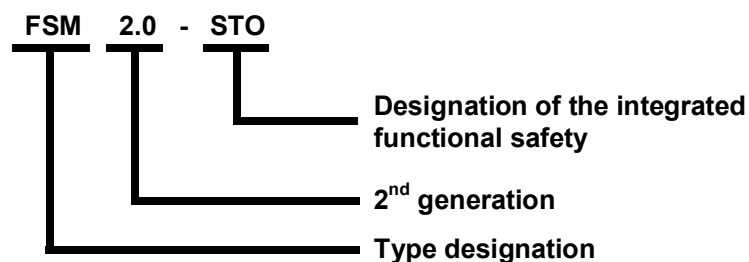 FSM 2.0 - STO
Designation of the integrated
functional safety
2nd generation
Type designation